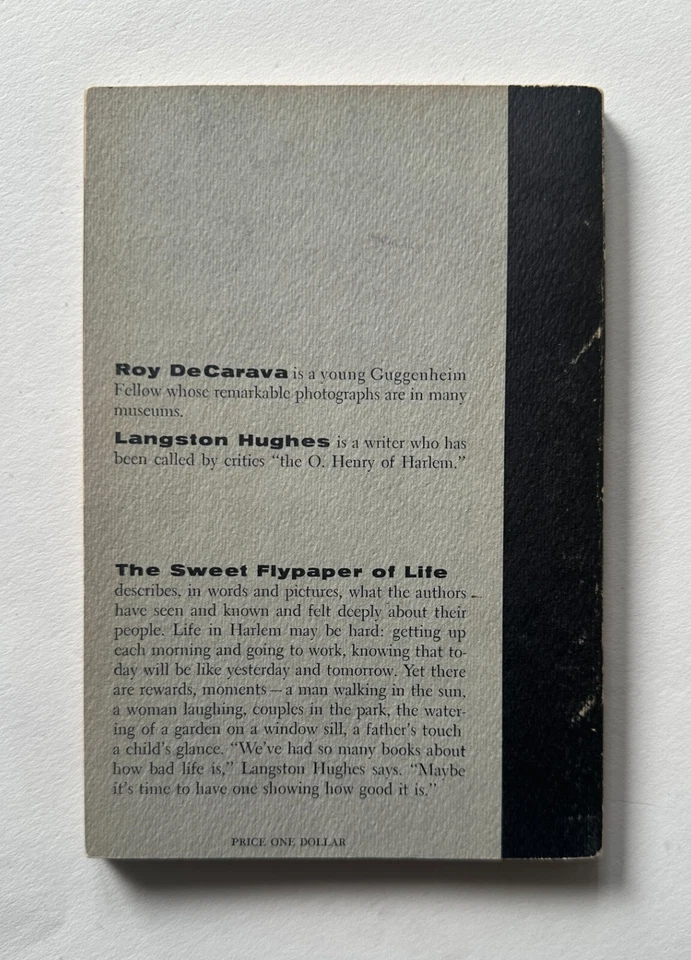 Roy DeCarava is a young Guggenheim
Fellow whose remarkable photographs are in many
museums.
Langston Hughes is a writer who has
been called by critics “the O. Henry of Harlem.”
The Sweet Flypaper of Life
describes, in words and pictures, what the authors
have seen and known and felt deeply about their
people. Life in Harlem may be hard: getting up
each morning and going to work, knowing that to-
day will be like yesterday and tomorrow. Yet there
are rewards, moments — a man walking in the sun,
a woman laughing, couples in the park, the water-
ing of a garden on a window sill, a father's touch
a child's glance. “We've had so many books about
how bad life is,” Langston Hughes says. “Maybe
it's time to have one showing how good it is.”
PRICE ONE DOLLAR